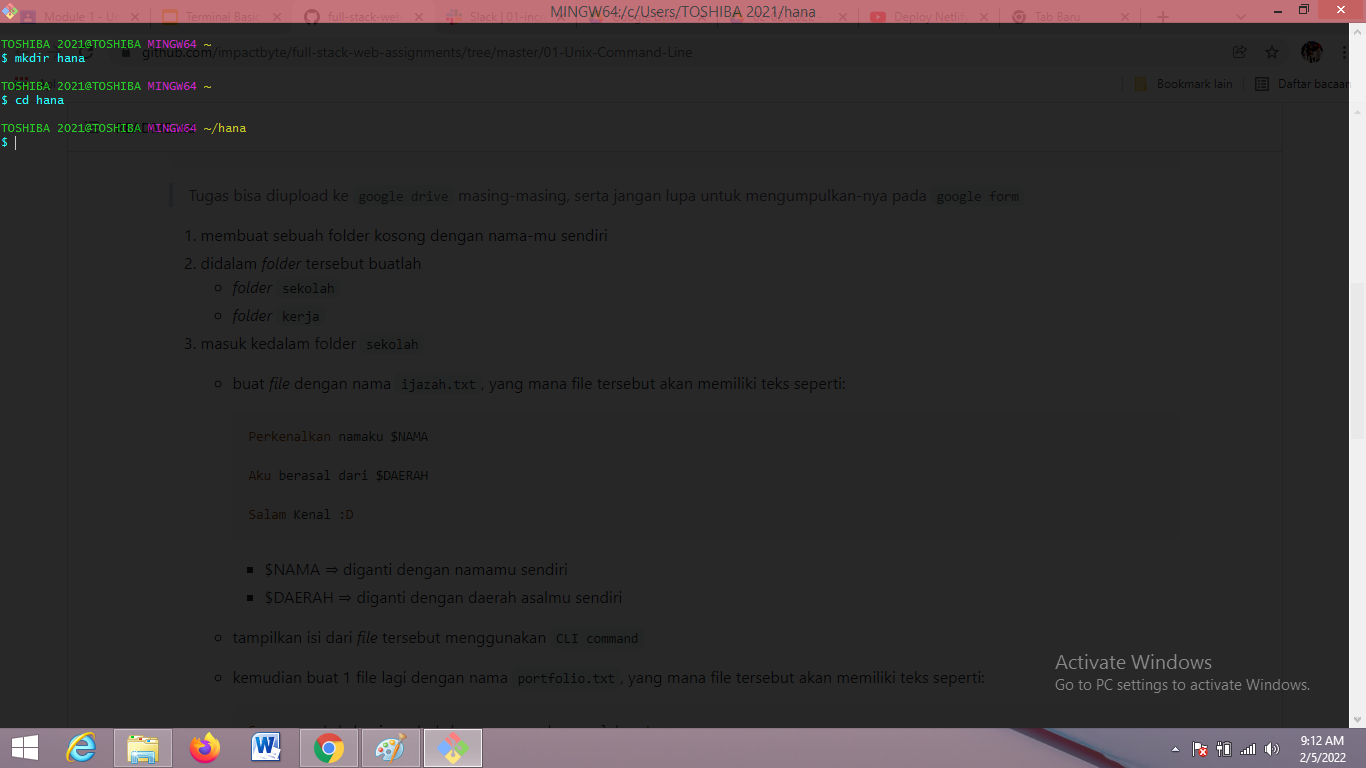 Module 1 - U
Terminal Bas
full-stack-we
Slack | 01-in
Deploy Netlif
Tab Baru
MINGW64:/c/Users/TOSHIBA 2021/hana
TOSHIBA 2021@TOSHIBA MINGW64 ~
$ mkdir hana
github.com/impactbyte/full-stack-web-assignments/tree/master/01-Unix-Command-Line
TOSHIBA 2021@TOSHIBA MINGW64 ~
Bookmark lain
Daftar bacaan
$ cd hana
TOSHIBA 2021@TOSHIBA MINGW64 ~/hana
$
Tugas bisa diupload ke google drive masing-masing, serta jangan lupa untuk mengumpulkan-nya pada google form
1. membuat sebuah folder kosong dengan nama-mu sendiri
2. didalam folder tersebut buatlah
folder sekolah
folder kerja
3. masuk kedalam folder sekolah
buat file dengan nama ijazah.txt, yang mana file tersebut akan memiliki teks seperti:
Perkenalkan namaku $NAMA
Aku berasal dari $DAERAH
Salam Kenal :D
$NAMA ⇒ diganti dengan namamu sendiri
$DAERAH ⇒ diganti dengan daerah asalmu sendiri
tampilkan isi dari file tersebut menggunakan CLI command
kemudian buat 1 file lagi dengan nama portfolio.txt, yang mana file tersebut akan memiliki teks seperti:
Activate Windows
Go to PC settings to activate Windows.
9:12 AM
2/5/2022